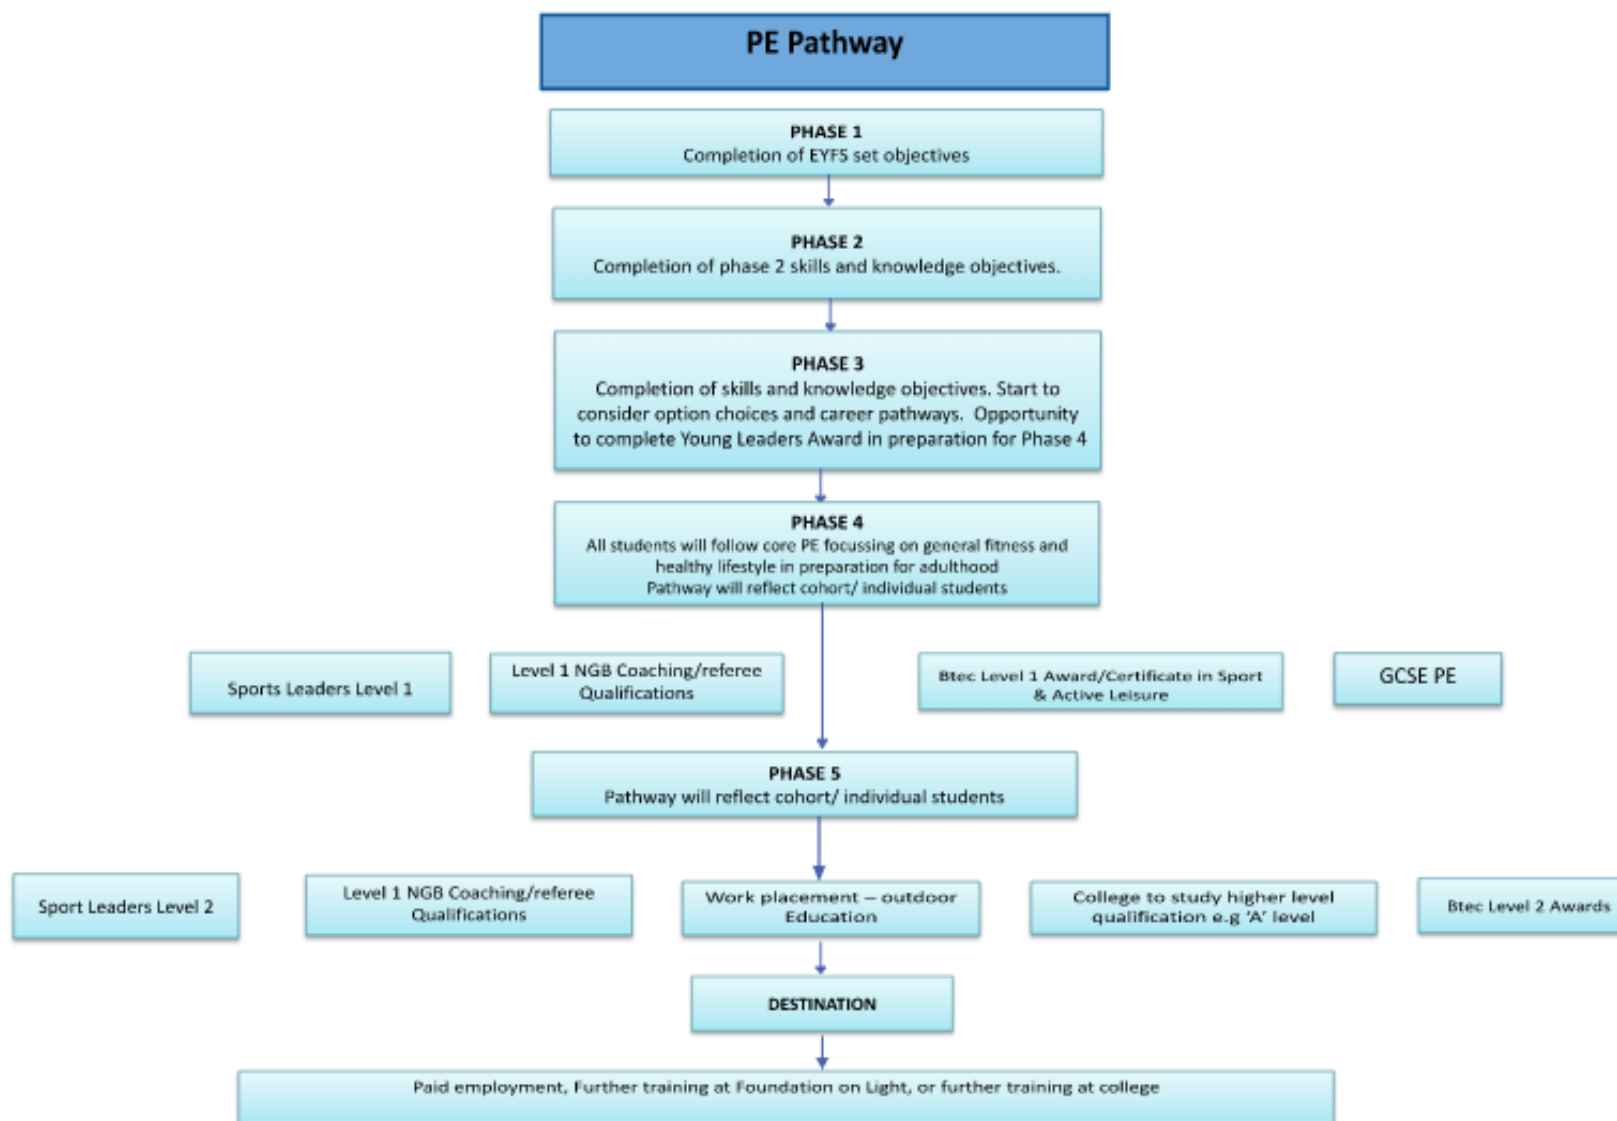 PE Pathway
PHASE 1
Completion of EYFS set objectives
PHASE 2
Completion of phase 2 skills and knowledge objectives.
PHASE 3
Completion of skills and knowledge objectives. Start to
consider option choices and career pathways. Opportunity
to complete Young Leaders Award in preparation for Phase 4
PHASE 4
All students will follow core PE focussing on general fitness and
healthy lifestyle in preparation for adulthood
Pathway will reflect cohort/ individual students
Sports Leaders Level 1
Level 1 NGB Coaching/referee
Qualifications
Btec Level 1 Award/Certificate in Sport
& Active Leisure
GCSE PE
PHASE 5
Pathway will reflect cohort/ individual students
Sport Leaders Level 2
Level 1 NGB Coaching/referee
Qualifications
Work placement – outdoor
Education
College to study higher level
qualification e.g 'A' level
Btec Level 2 Awards
DESTINATION
Paid employment, Further training at Foundation on Light, or further training at college